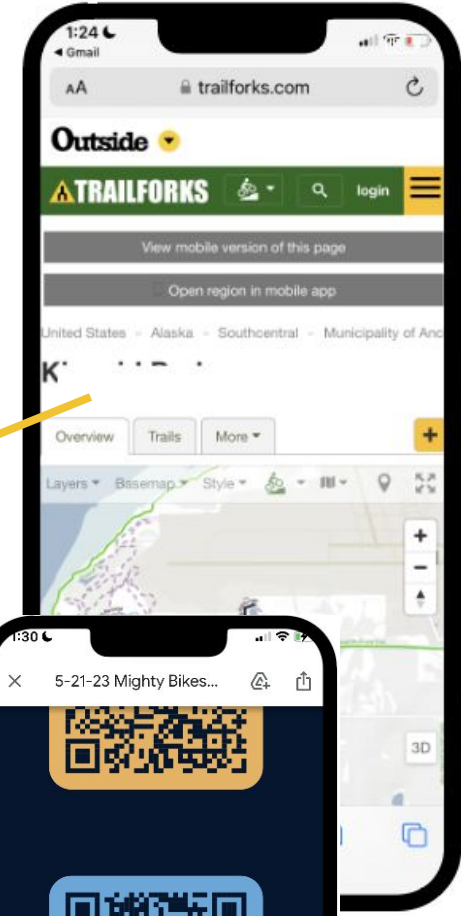 1:24
◀ Gmail
AA trailforks.com
Outside
TRAILFORKS login
View mobile version of this page
Open region in mobile app
United States - Alaska - Southcentral - Municipality of Anc
Overview Trails More
Layers Basemap Style
3D
1:30
5-21-23 Mighty Bikes...